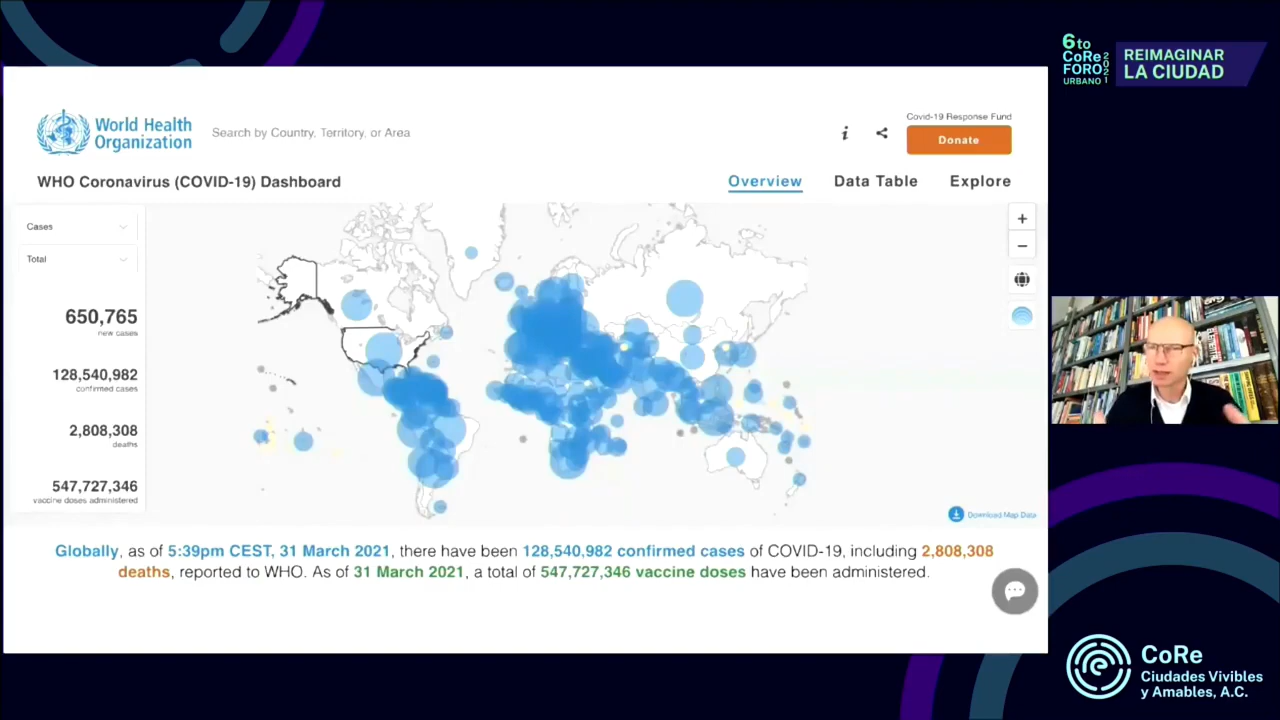 6to
CoRe
FORO
URBANO
2021
REIMAGINAR
LA CIUDAD
World Health
Organization
Search by Country, Territory, or Area
i
Covid-19 Response Fund
Donate
WHO Coronavirus (COVID-19) Dashboard
Overview
Data Table
Explore
Cases
Total
650,765
new cases
128,540,982
confirmed cases
2,808,308
deaths
547,727,346
vaccine doses administered
+
−
Download Map Data
Globally, as of 5:39pm CEST, 31 March 2021, there have been 128,540,982 confirmed cases of COVID-19, including 2,808,308
deaths, reported to WHO. As of 31 March 2021, a total of 547,727,346 vaccine doses have been administered.
CoRe
Ciudades Vivibles
y Amables, A.C.